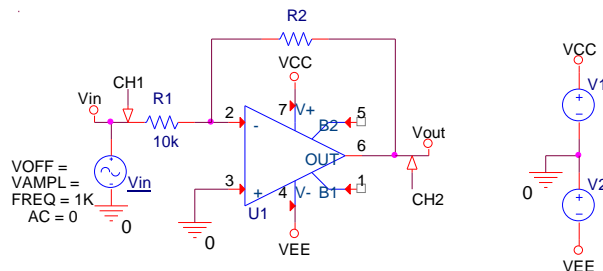 R2
VCC
VCC
CH1
Vin
R1
7
V+
5
V1
2
-
B2
10k
6
Vout
OUT
VOFF =
VAMPL =
FREQ = 1K
AC = 0
Vin
3
+
4
V-
B1
1
0
V2
U1
CH2
0
0
VEE
VEE